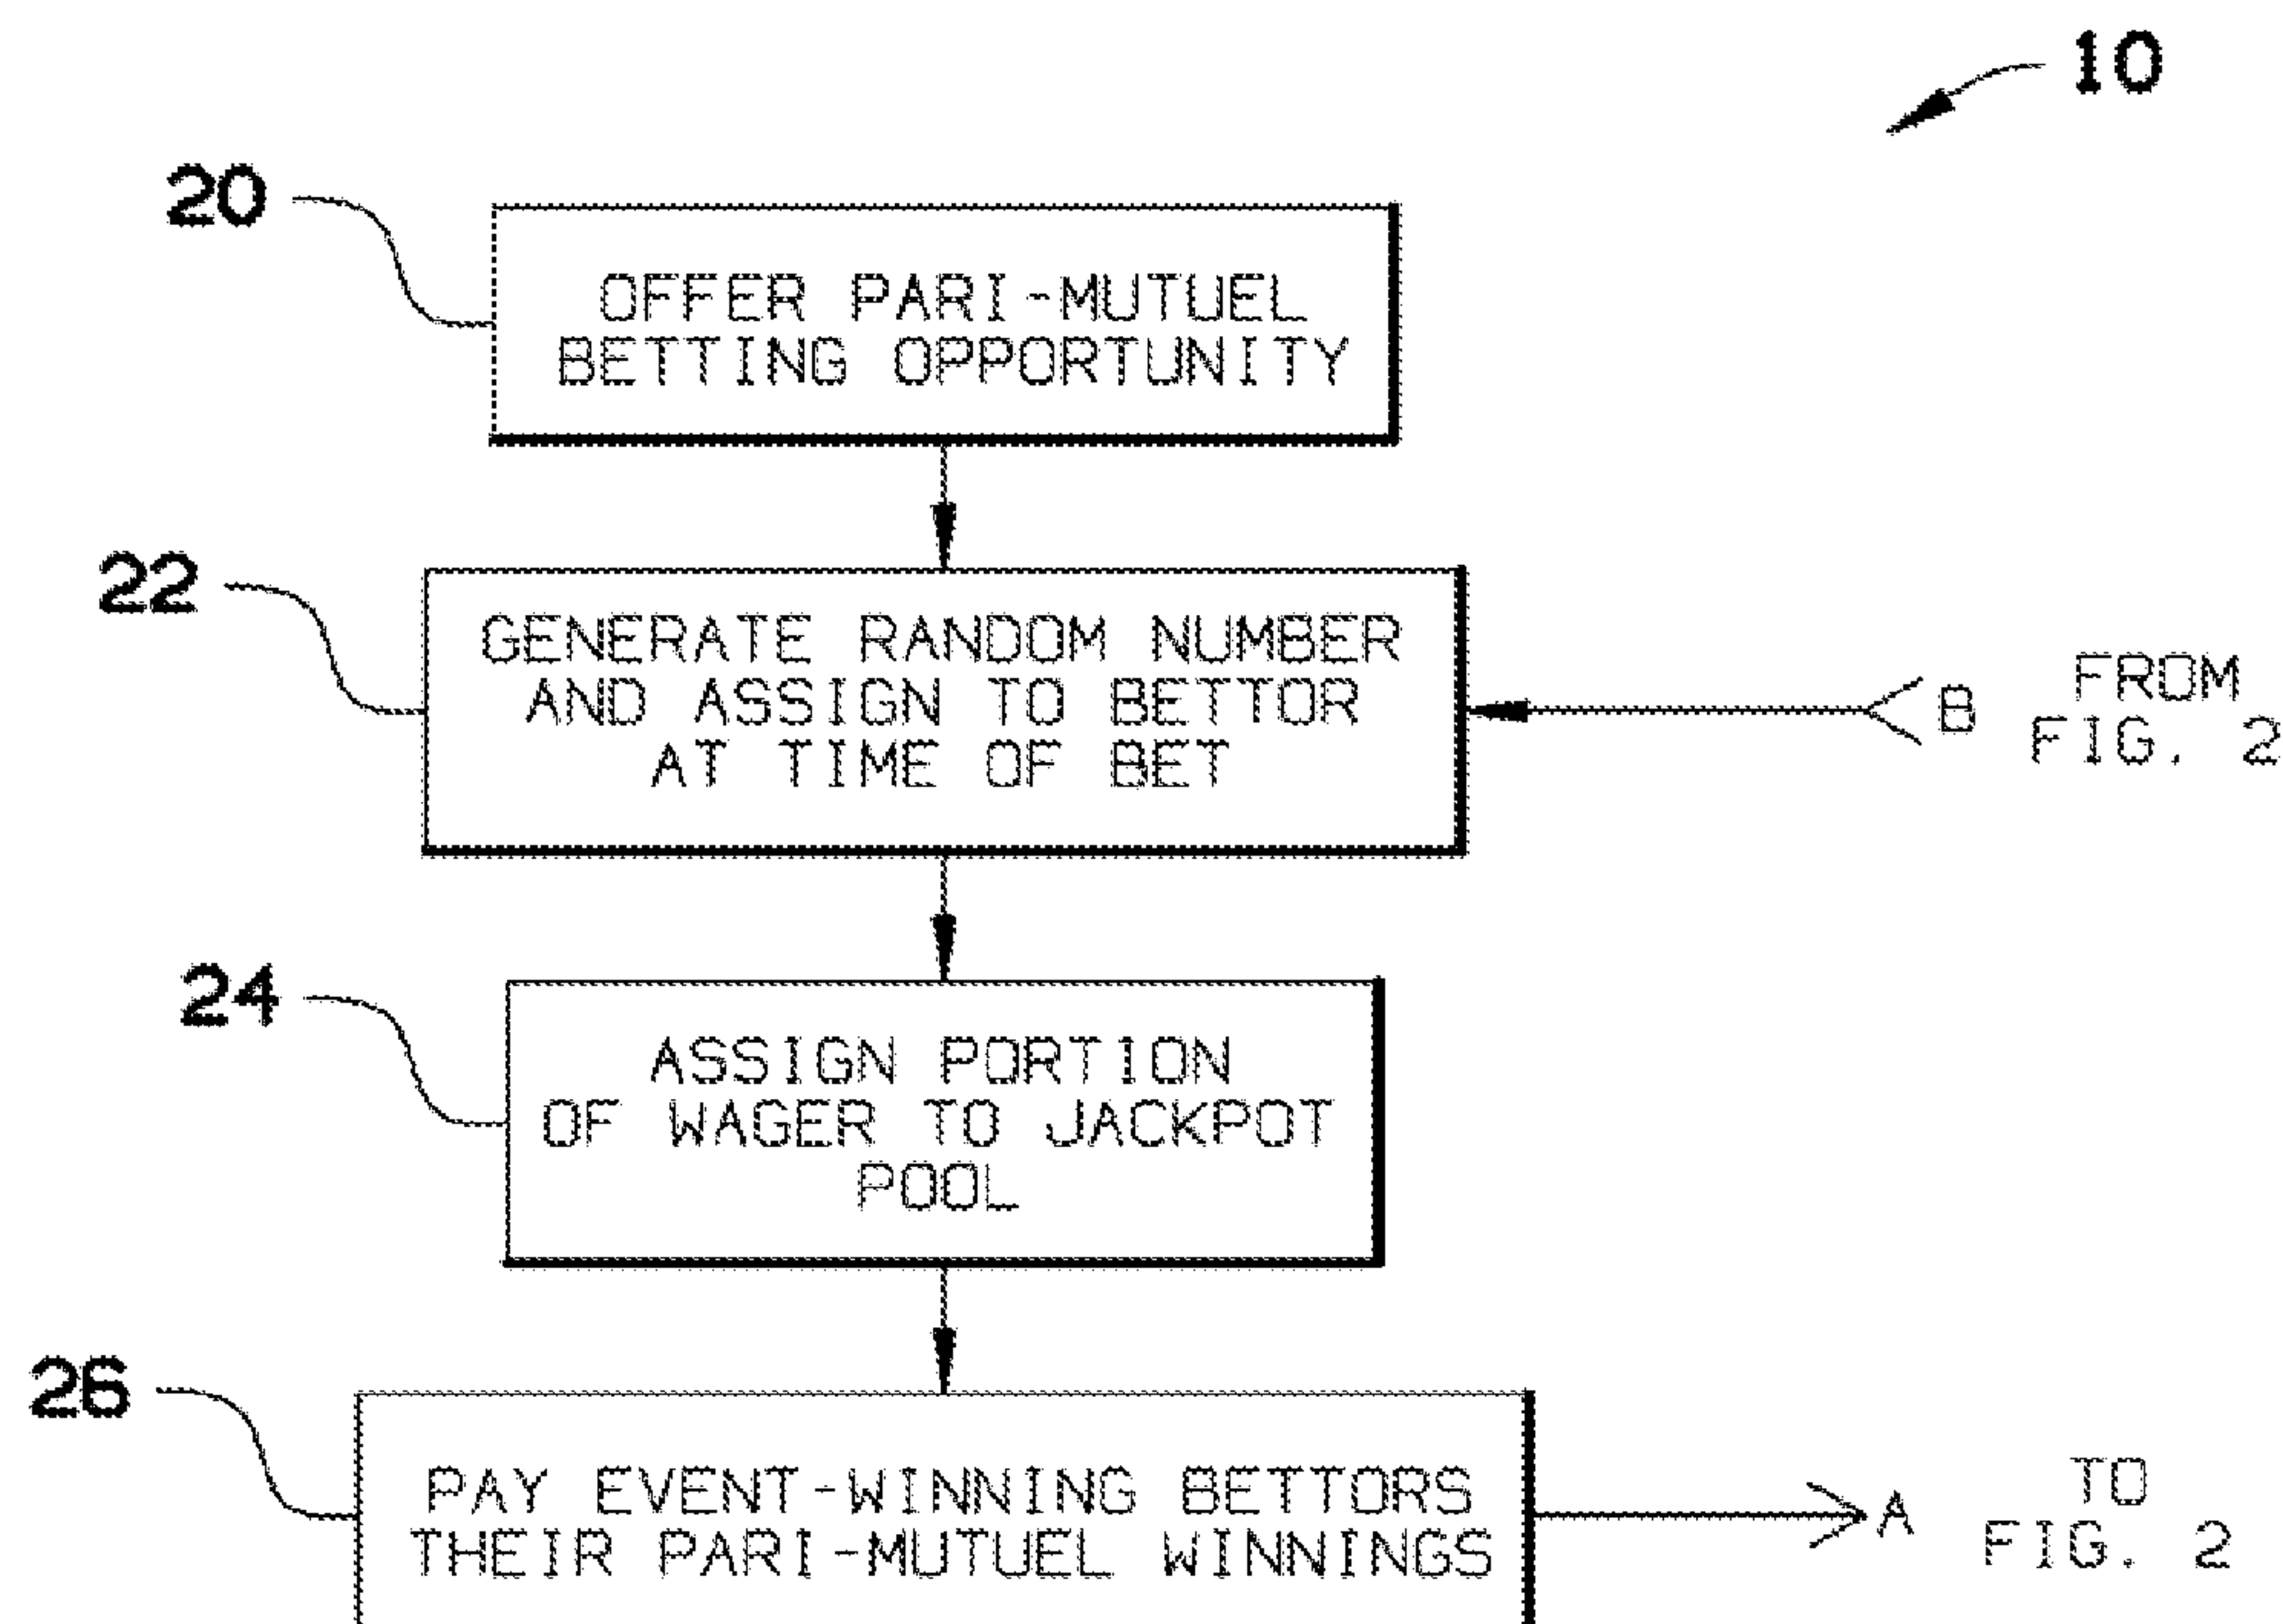 10
20
OFFER PARI-MUTUEL
BETTING OPPORTUNITY
22
GENERATE RANDOM NUMBER
AND ASSIGN TO BETTOR
AT TIME OF BET
B
FROM
FIG. 2
24
ASSIGN PORTION
OF WAGER TO JACKPOT
POOL
26
PAY EVENT-WINNING BETTORS
THEIR PARI-MUTUEL WINNINGS
A
TO
FIG. 2